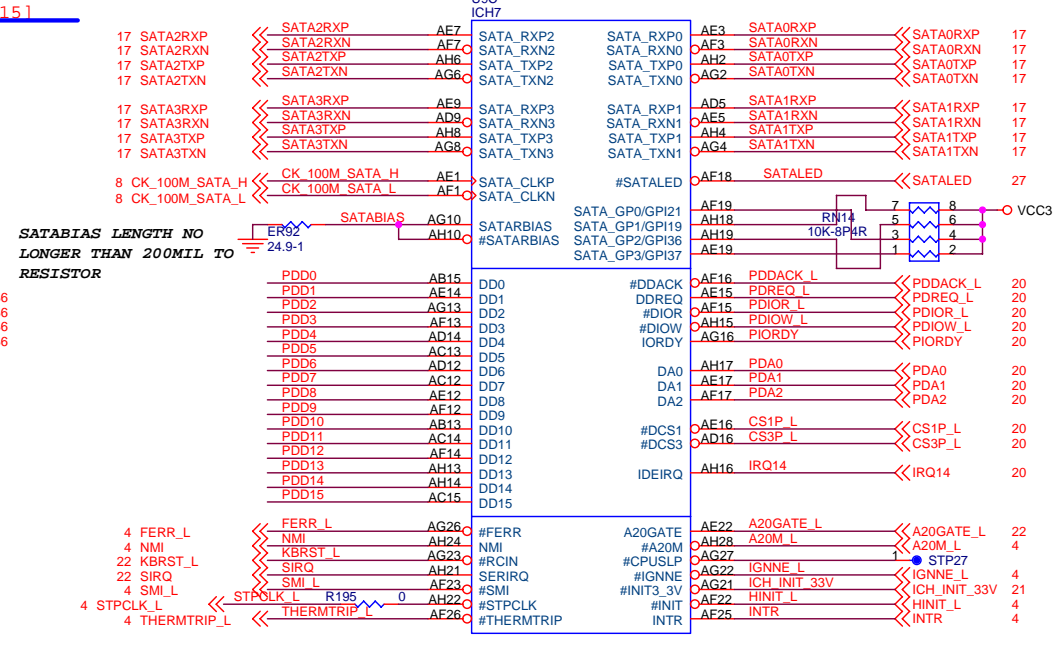 15]
U9C
ICH7
17 SATA2RXP SATA2RXP AE7 SATA_RXP2 SATA_RXP0 AE3 SATA0RXP SATA0RXP 17
17 SATA2RXN SATA2RXN AF7 SATA_RXN2 SATA_RXN0 AF3 SATA0RXN SATA0RXN 17
17 SATA2TXP SATA2TXP AH6 SATA_TXP2 SATA_TXP0 AH2 SATA0TXP SATA0TXP 17
17 SATA2TXN SATA2TXN AG6 SATA_TXN2 SATA_TXN0 AG2 SATA0TXN SATA0TXN 17
17 SATA3RXP SATA3RXP AE9 SATA_RXP3 SATA_RXP1 AD5 SATA1RXP SATA1RXP 17
17 SATA3RXN SATA3RXN AD9 SATA_RXN3 SATA_RXN1 AE5 SATA1RXN SATA1RXN 17
17 SATA3TXP SATA3TXP AH8 SATA_TXP3 SATA_TXP1 AH4 SATA1TXP SATA1TXP 17
17 SATA3TXN SATA3TXN AG8 SATA_TXN3 SATA_TXN1 AG4 SATA1TXN SATA1TXN 17
8 CK_100M_SATA_H CK_100M_SATA_H AE1 SATA_CLKP #SATALED AF18 SATALED SATALED 27
8 CK_100M_SATA_L CK_100M_SATA_L AF1 SATA_CLKN
SATA_GP0/GPI21 AF19 7 8 VCC3
SATABIAS AG10 SATARBIAS SATA_GP1/GPI19 AH18 RN14 5 6
SATABIAS LENGTH NO ER92 AH10 #SATARBIAS SATA_GP2/GPI36 AH19 10K-8P4R 3 4
LONGER THAN 200MIL TO 24.9-1 SATA_GP3/GPI37 AE19 1 2
RESISTOR
PDD0 AB15 DD0 #DDACK AF16 PDDACK_L PDDACK_L 20
6 PDD1 AE14 DD1 DDREQ AE15 PDREQ_L PDREQ_L 20
6 PDD2 AG13 DD2 #DIOR AF15 PDIOR_L PDIOR_L 20
6 PDD3 AF13 DD3 #DIOW AH15 PDIOW_L PDIOW_L 20
6 PDD4 AD14 DD4 IORDY AG16 PIORDY PIORDY 20
PDD5 AC13 DD5
PDD6 AD12 DD6 DA0 AH17 PDA0 PDA0 20
PDD7 AC12 DD7 DA1 AE17 PDA1 PDA1 20
PDD8 AE12 DD8 DA2 AF17 PDA2 PDA2 20
PDD9 AF12 DD9
PDD10 AB13 DD10 #DCS1 AE16 CS1P_L CS1P_L 20
PDD11 AC14 DD11 #DCS3 AD16 CS3P_L CS3P_L 20
PDD12 AF14 DD12
PDD13 AH13 DD13 IDEIRQ AH16 IRQ14 IRQ14 20
PDD14 AH14 DD14
PDD15 AC15 DD15
4 FERR_L FERR_L AG26 #FERR A20GATE AE22 A20GATE_L A20GATE_L 22
4 NMI NMI AH24 NMI #A20M AH28 A20M_L A20M_L 4
22 KBRST_L KBRST_L AG23 #RCIN #CPUSLP AG27 1 STP27
22 SIRQ SIRQ AH21 SERIRQ #IGNNE AG22 IGNNE_L IGNNE_L 4
4 SMI_L SMI_L AF23 #SMI #INIT3_3V AG21 ICH_INIT_33V ICH_INIT_33V 21
4 STPCLK_L STPCLK_L R195 0 AH22 #STPCLK #INIT AF22 HINIT_L HINIT_L 4
4 THERMTRIP_L THERMTRIP_L AF26 #THERMTRIP INTR AF25 INTR INTR 4